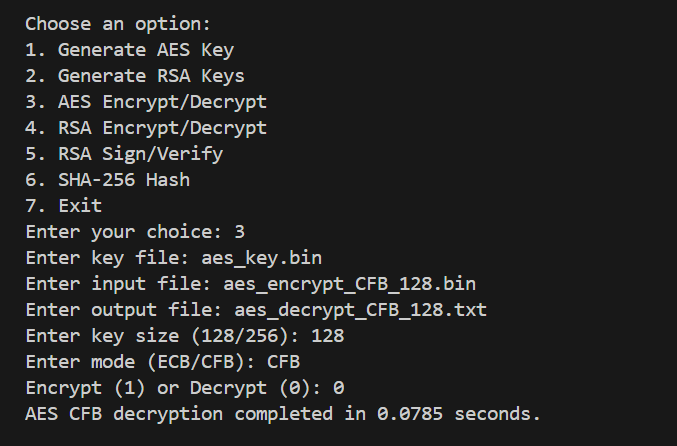 Choose an option:
1. Generate AES Key
2. Generate RSA Keys
3. AES Encrypt/Decrypt
4. RSA Encrypt/Decrypt
5. RSA Sign/Verify
6. SHA-256 Hash
7. Exit
Enter your choice: 3
Enter key file: aes_key.bin
Enter input file: aes_encrypt_CFB_128.bin
Enter output file: aes_decrypt_CFB_128.txt
Enter key size (128/256): 128
Enter mode (ECB/CFB): CFB
Encrypt (1) or Decrypt (0): 0
AES CFB decryption completed in 0.0785 seconds.